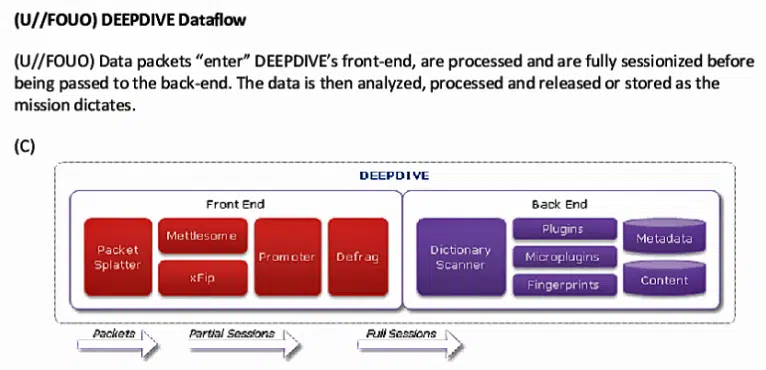 (U//FOUO) DEEPDIVE Dataflow
(U//FOUO) Data packets “enter” DEEPDIVE’s front-end, are processed and are fully sessionized before
being passed to the back-end. The data is then analyzed, processed and released or stored as the
mission dictates.
(C)
DEEPDIVE
Front End
Back End
Packet
Splatter
Mettlesome
xFip
Promoter
Defrag
Dictionary
Scanner
Plugins
Microplugins
Fingerprints
Metadata
Content
Packets
Partial Sessions
Full Sessions